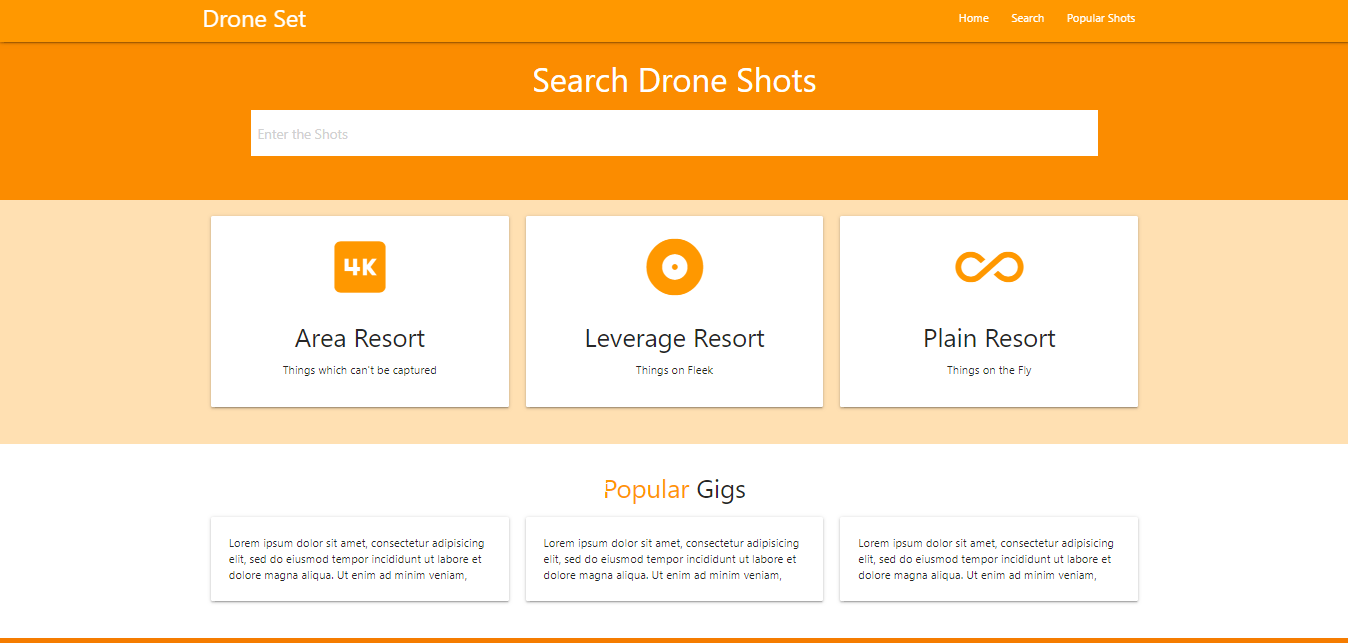 Drone Set
Home Search Popular Shots
Search Drone Shots
Enter the Shots
4K
Area Resort
Things which can't be captured
Leverage Resort
Things on Fleek
Plain Resort
Things on the Fly
Popular Gigs
Lorem ipsum dolor sit amet, consectetur adipisicing
elit, sed do eiusmod tempor incididunt ut labore et
dolore magna aliqua. Ut enim ad minim veniam,
Lorem ipsum dolor sit amet, consectetur adipisicing
elit, sed do eiusmod tempor incididunt ut labore et
dolore magna aliqua. Ut enim ad minim veniam,
Lorem ipsum dolor sit amet, consectetur adipisicing
elit, sed do eiusmod tempor incididunt ut labore et
dolore magna aliqua. Ut enim ad minim veniam,